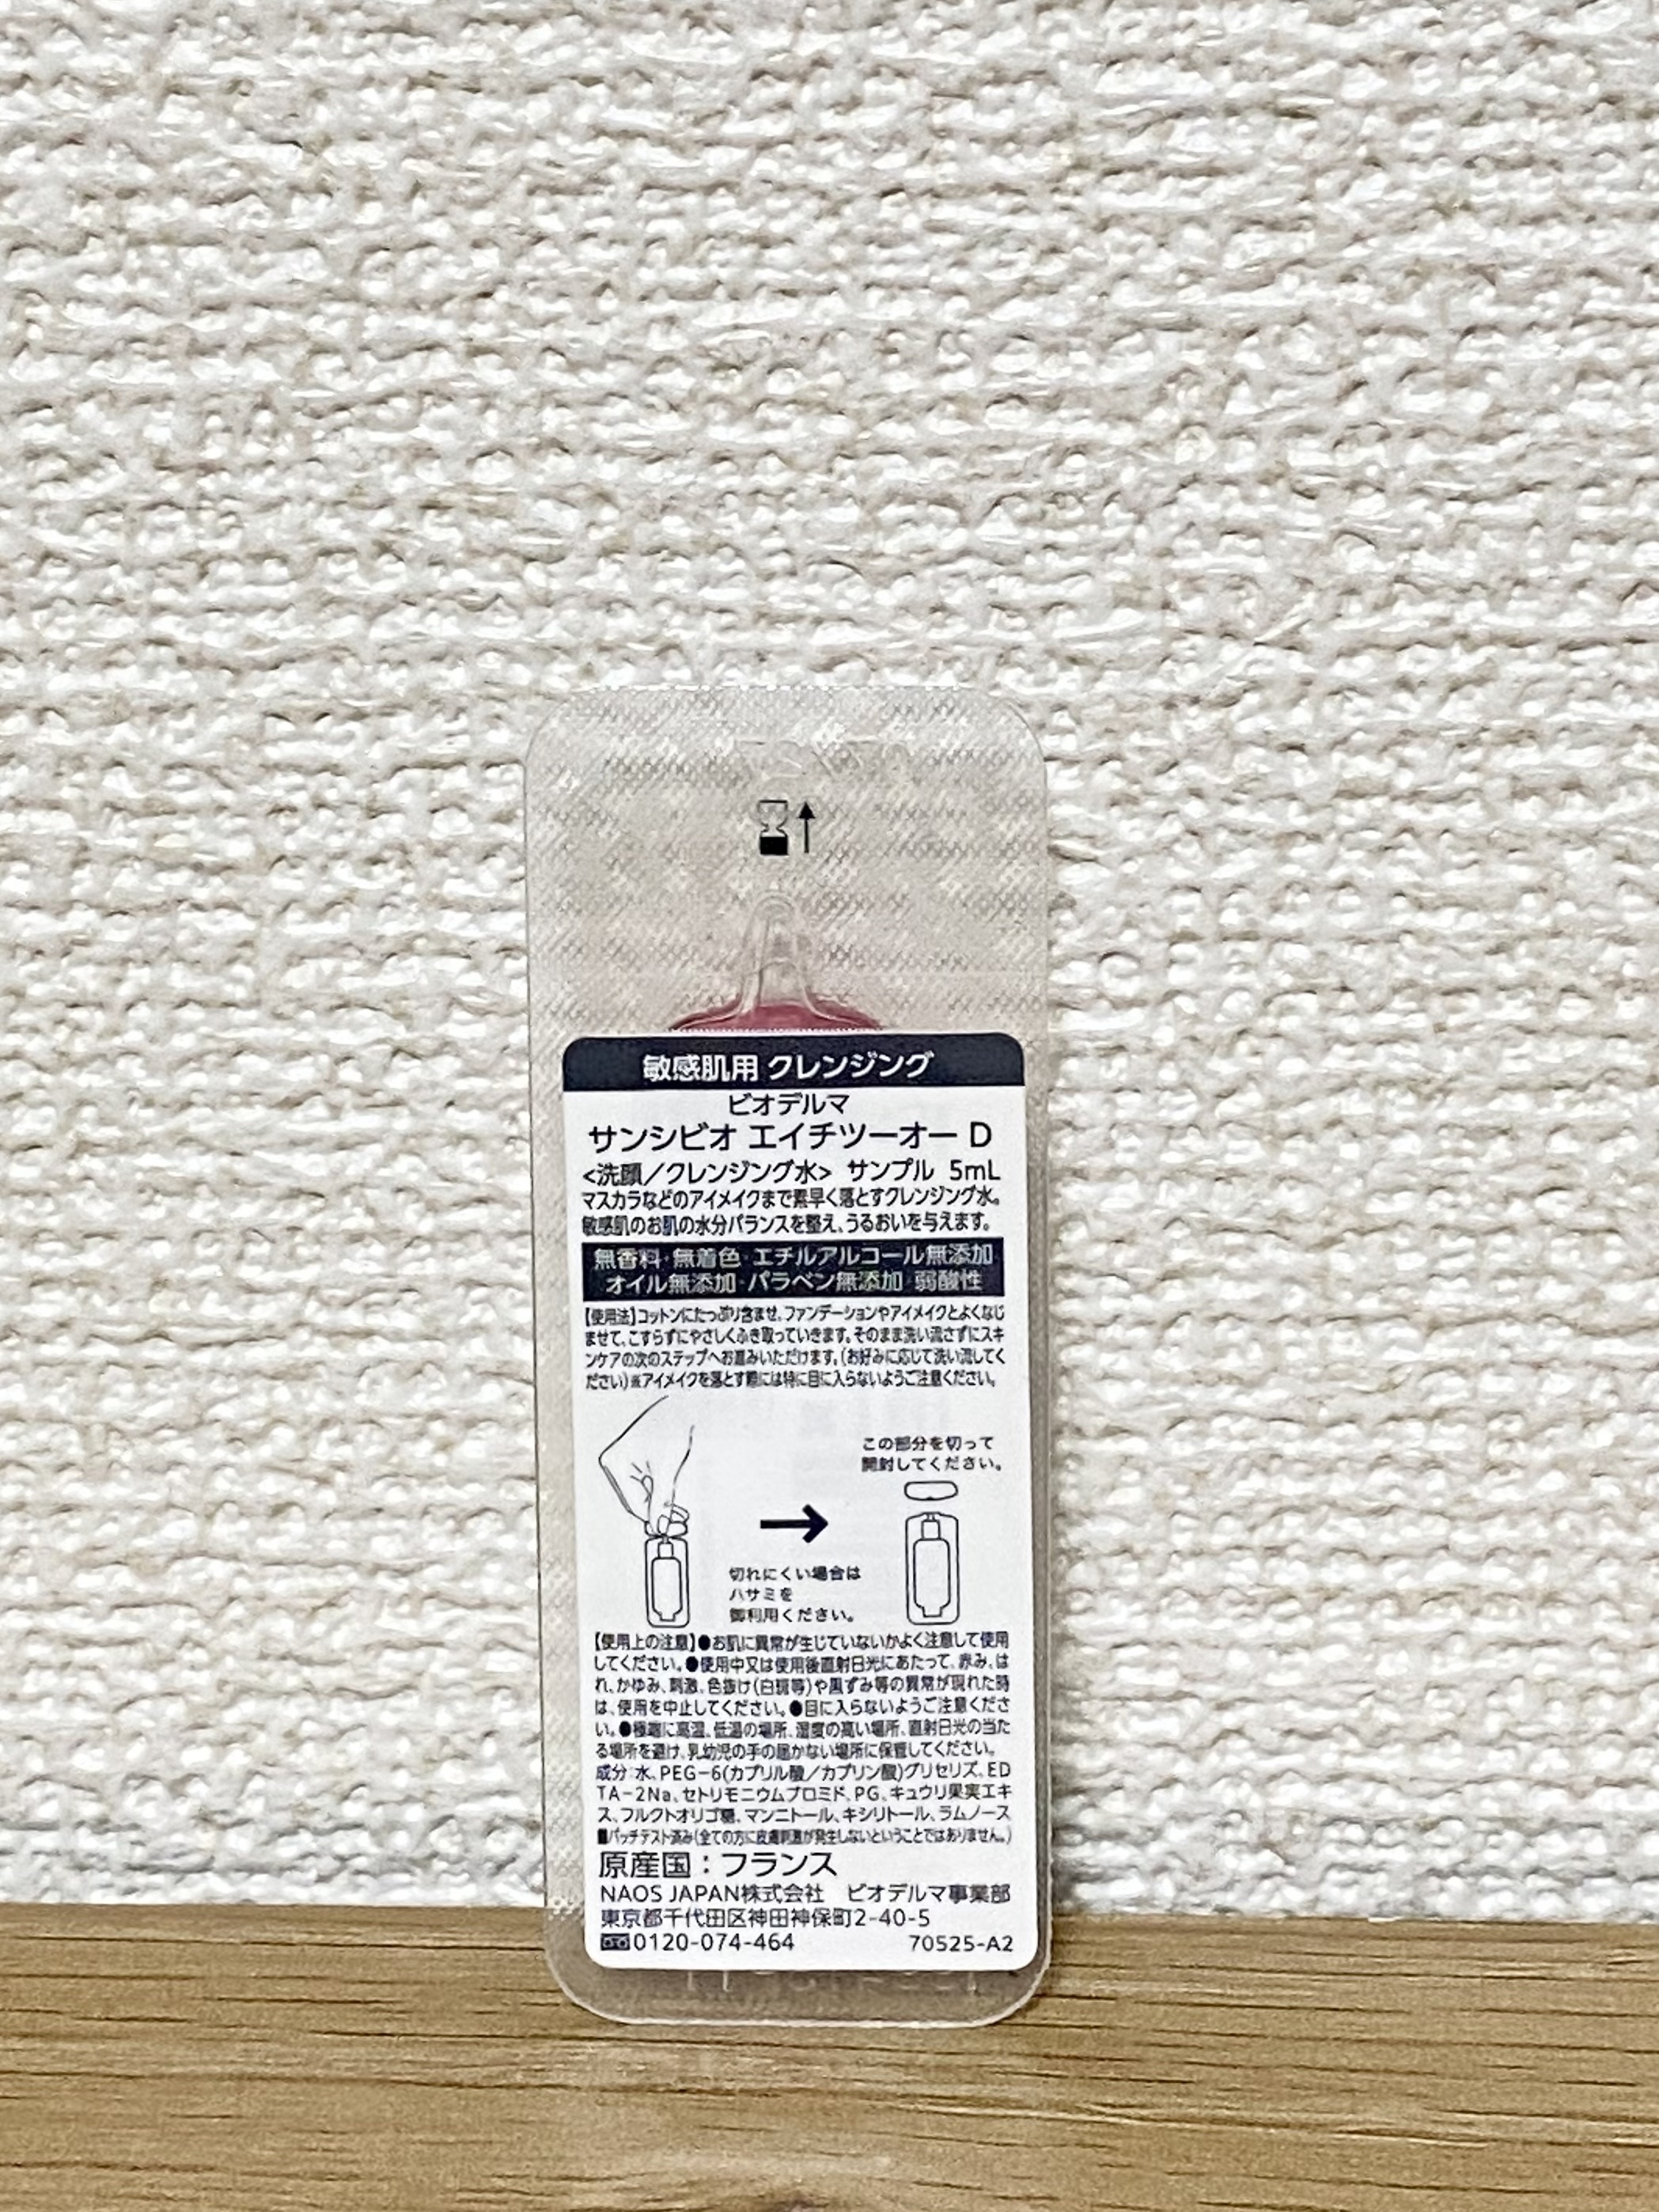 敏感肌用 クレンジング
ビオデルマ
サンシビオ エイチツーオー D
<洗顔／クレンジング水> サンプル 5mL
マスカラなどのアイメイクまで素早く落とすクレンジング水。
敏感肌のお肌の水分バランスを整え、うるおいを与えます。
無香料・無着色・エチルアルコール無添加
オイル無添加・パラベン無添加・弱酸性
【使用法】コットンにたっぷり含ませ、ファンデーションやアイメイクとよくなじ
ませて、こすらずにやさしくふき取っていきます。そのまま洗い流さずにスキ
ンケアの次のステップへお進みいただけます。(お好みに応じて洗い流してく
ださい)※アイメイクを落とす際には特に目に入らないようご注意ください。
この部分を切って
開封してください。
切れにくい場合は
ハサミを
御利用ください。
【使用上の注意】●お肌に異常が生じていないかよく注意して使用
してください。●使用中又は使用後直射日光にあたって、赤み、は
れ、かゆみ、刺激、色抜け(白斑等)や黒ずみ等の異常が現れた時
は、使用を中止してください。●目に入らないようご注意くださ
い。●極端に高温、低温の場所、湿度の高い場所、直射日光の当た
る場所を避け、乳幼児の手の届かない場所に保管してください。
成分：水、PEG-6(カプリル酸／カプリン酸)グリセリズ、ED
TA-2Na、セトリモニウムブロミド、PG、キュウリ果実エキ
ス、フルクトオリゴ糖、マンニトール、キシリトール、ラムノース
■パッチテスト済み(全ての方に皮膚刺激が発生しないということではありません。)
原産国：フランス
NAOS JAPAN株式会社 ビオデルマ事業部
東京都千代田区神田神保町2-40-5
0120-074-464 70525-A2